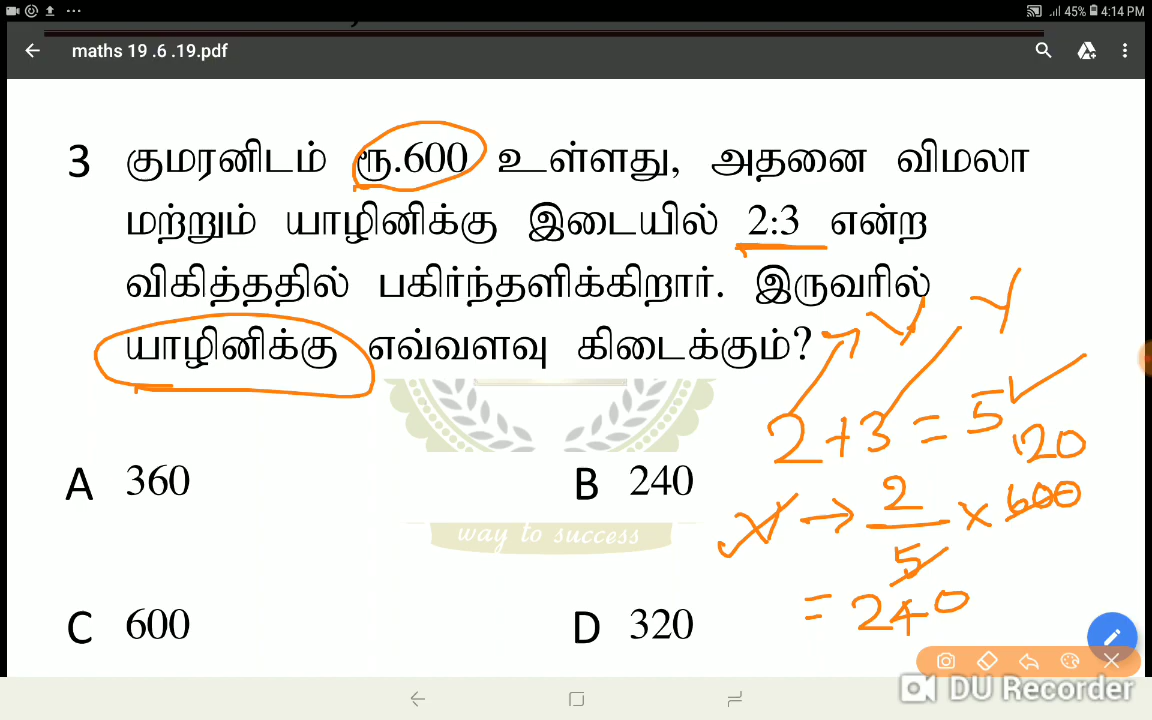 45% 4:14 PM
maths 19 .6 .19.pdf
3 குமரனிடம் ரூ.600 உள்ளது, அதனை விமலா
மற்றும் யாழினிக்கு இடையில் 2:3 என்ற
விகித்ததில் பகிர்ந்தளிக்கிறார். இருவரில்
யாழினிக்கு எவ்வளவு கிடைக்கும்?
V Y
2+3 = 5
120
A 360 B 240
V → 2/5 × 600
way to success
= 240
C 600 D 320
DU Recorder